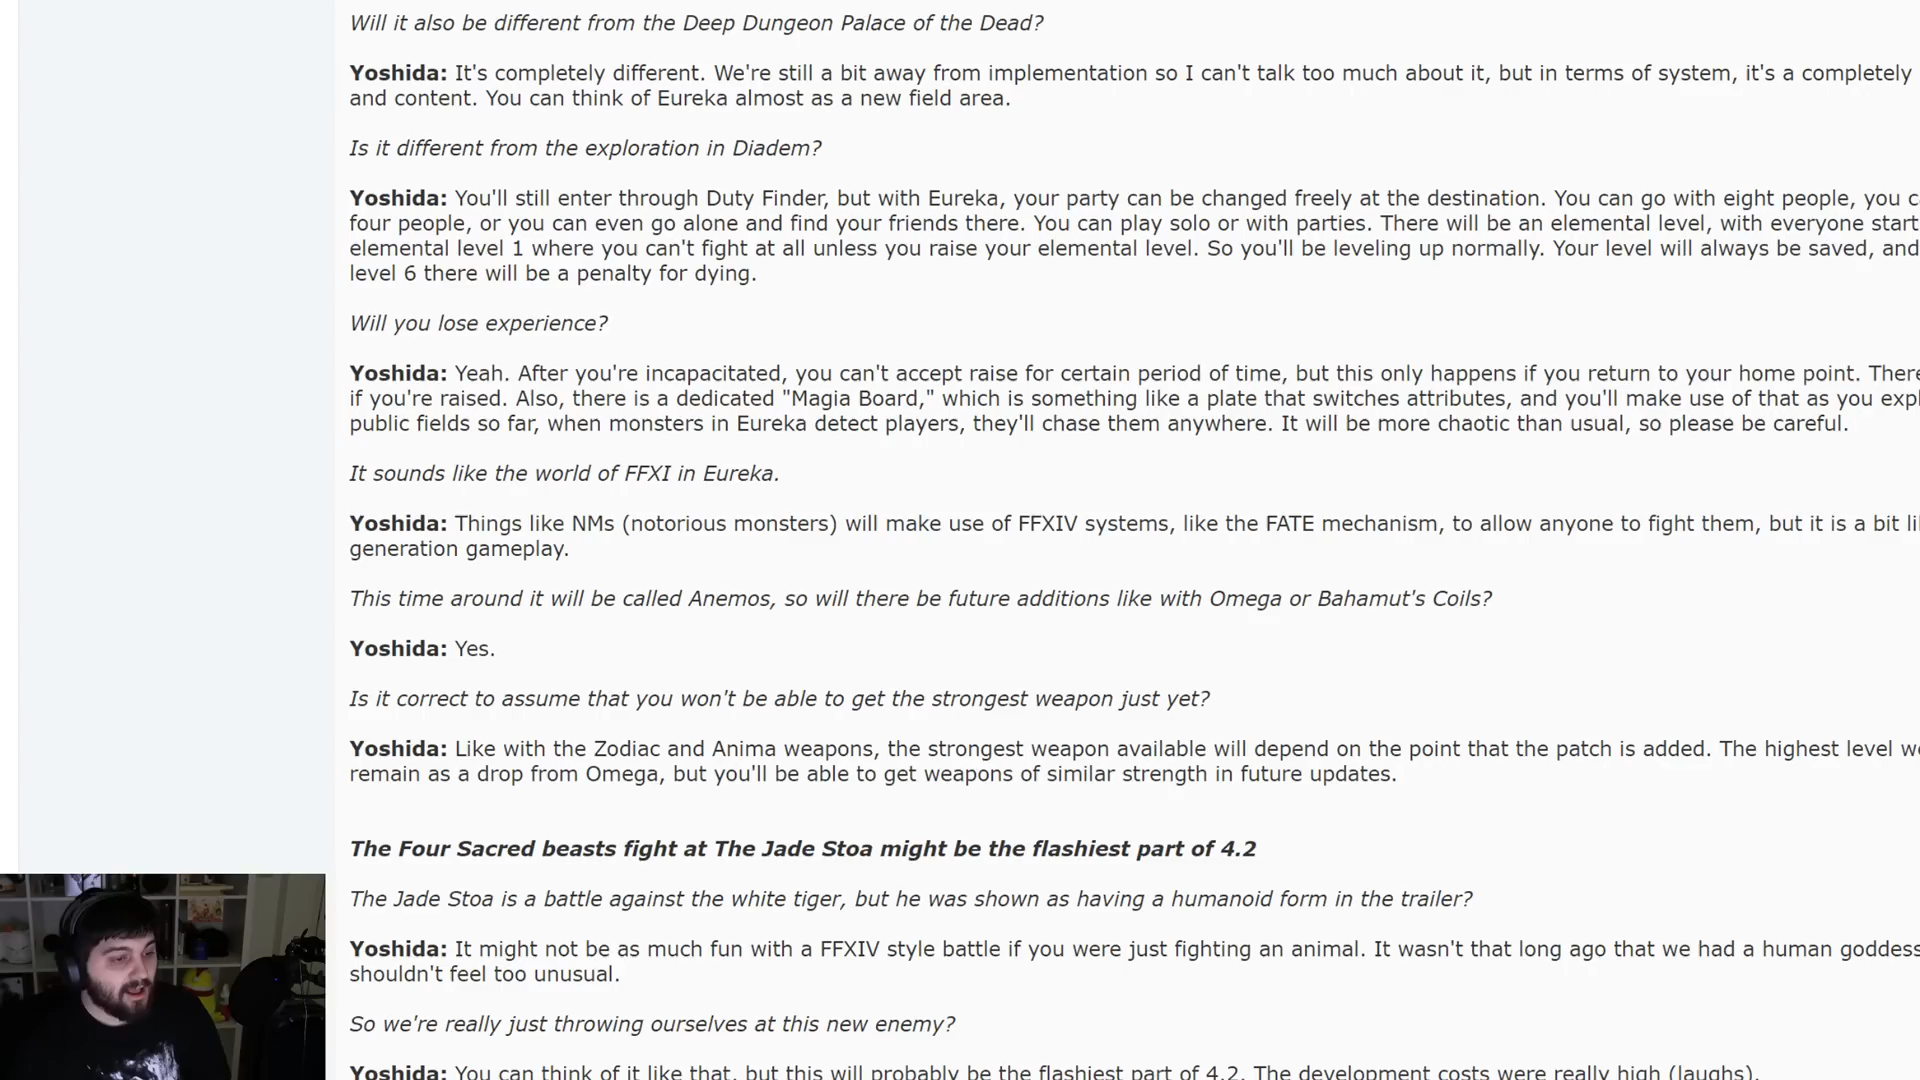 Will it also be different from the Deep Dungeon Palace of the Dead?
Yoshida: It's completely different. We're still a bit away from implementation so I can't talk too much about it, but in terms of system, it's a completely
and content. You can think of Eureka almost as a new field area.
Is it different from the exploration in Diadem?
Yoshida: You'll still enter through Duty Finder, but with Eureka, your party can be changed freely at the destination. You can go with eight people, you
four people, or you can even go alone and find your friends there. You can play solo or with parties. There will be an elemental level, with everyone start
elemental level 1 where you can't fight at all unless you raise your elemental level. So you'll be leveling up normally. Your level will always be saved, and
level 6 there will be a penalty for dying.
Will you lose experience?
Yoshida: Yeah. After you're incapacitated, you can't accept raise for certain period of time, but this only happens if you return to your home point. There
if you're raised. Also, there is a dedicated "Magia Board," which is something like a plate that switches attributes, and you'll make use of that as you expl
public fields so far, when monsters in Eureka detect players, they'll chase them anywhere. It will be more chaotic than usual, so please be careful.
It sounds like the world of FFXI in Eureka.
Yoshida: Things like NMs (notorious monsters) will make use of FFXIV systems, like the FATE mechanism, to allow anyone to fight them, but it is a bit li
generation gameplay.
This time around it will be called Anemos, so will there be future additions like with Omega or Bahamut's Coils?
Yoshida: Yes.
Is it correct to assume that you won't be able to get the strongest weapon just yet?
Yoshida: Like with the Zodiac and Anima weapons, the strongest weapon available will depend on the point that the patch is added. The highest level we
remain as a drop from Omega, but you'll be able to get weapons of similar strength in future updates.
The Four Sacred beasts fight at The Jade Stoa might be the flashiest part of 4.2
The Jade Stoa is a battle against the white tiger, but he was shown as having a humanoid form in the trailer?
Yoshida: It might not be as much fun with a FFXIV style battle if you were just fighting an animal. It wasn't that long ago that we had a human goddess
shouldn't feel too unusual.
So we're really just throwing ourselves at this new enemy?
Yoshida: You can think of it like that, but this will probably be the flashiest part of 4.2. The development costs were really high (laughs).